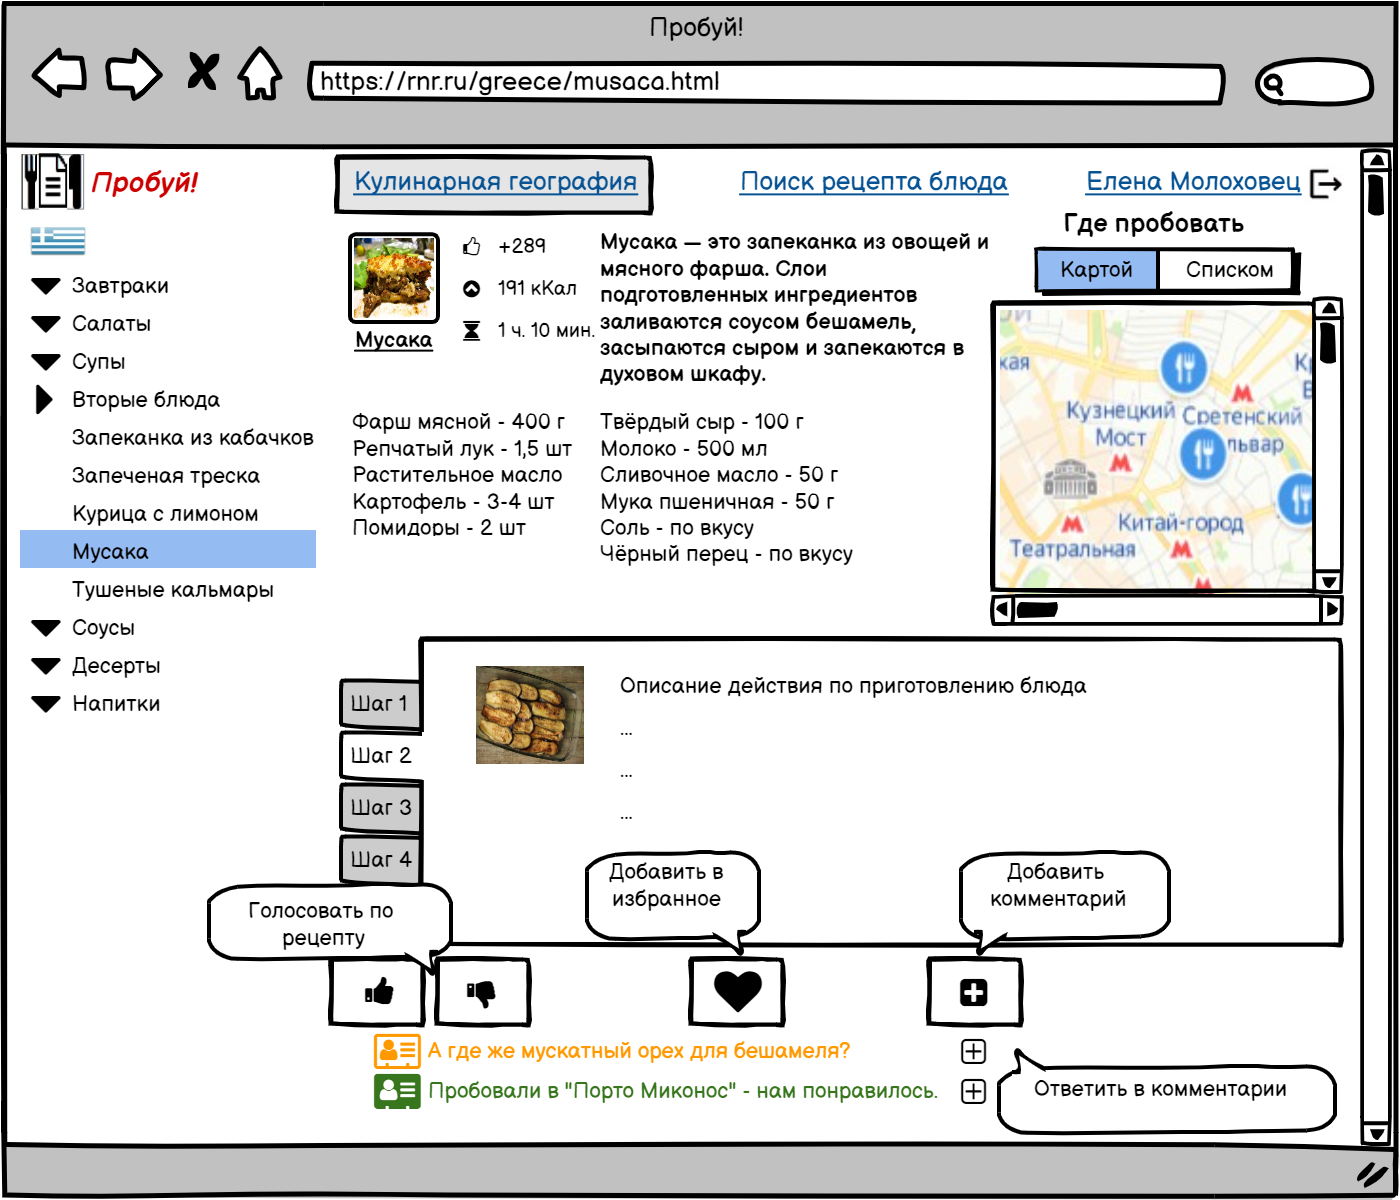 Пробуй!
https://rnr.ru/greece/musaca.html
Пробуй!
Кулинарная география
Поиск рецепта блюда
Елена Молоховец
Завтраки
Салаты
Супы
Вторые блюда
Запеканка из кабачков
Запеченая треска
Курица с лимоном
Мусака
Тушеные кальмары
Соусы
Десерты
Напитки
Мусака
+289
191 кКал
1 ч. 10 мин.
Мусака — это запеканка из овощей и
мясного фарша. Слои
подготовленных ингредиентов
заливаются соусом бешамель,
засыпаются сыром и запекаются в
духовом шкафу.
Фарш мясной - 400 г
Репчатый лук - 1,5 шт
Растительное масло
Картофель - 3-4 шт
Помидоры - 2 шт
Твёрдый сыр - 100 г
Молоко - 500 мл
Сливочное масло - 50 г
Мука пшеничная - 50 г
Соль - по вкусу
Чёрный перец - по вкусу
Где пробовать
Картой
Списком
кая
Кузнецкий
Мост
Сретенский
львар
Китай-город
Театральная
Шаг 1
Шаг 2
Шаг 3
Шаг 4
Описание действия по приготовлению блюда
...
...
...
Голосовать по
рецепту
Добавить в
избранное
Добавить
комментарий
А где же мускатный орех для бешамеля?
Пробовали в "Порто Миконос" - нам понравилось.
Ответить в комментарии